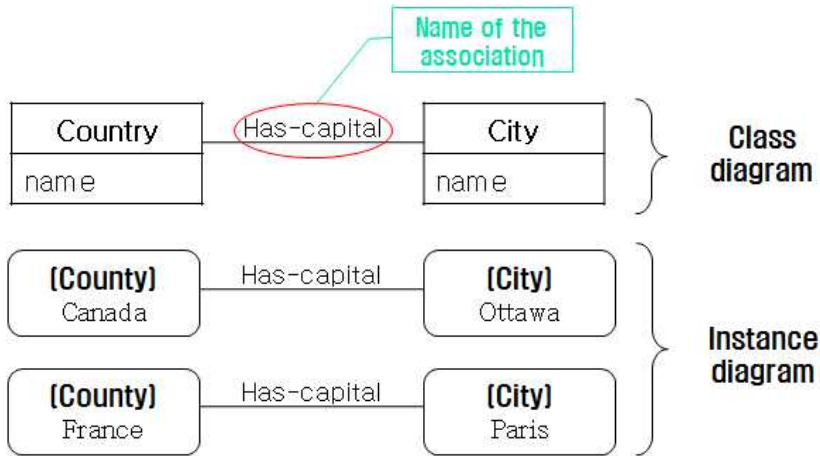 Name of the
association
Country
Has-capital
City
Class
diagram
name
name
(County)
Canada
Has-capital
(City)
Ottawa
Instance
diagram
(County)
France
Has-capital
(City)
Paris